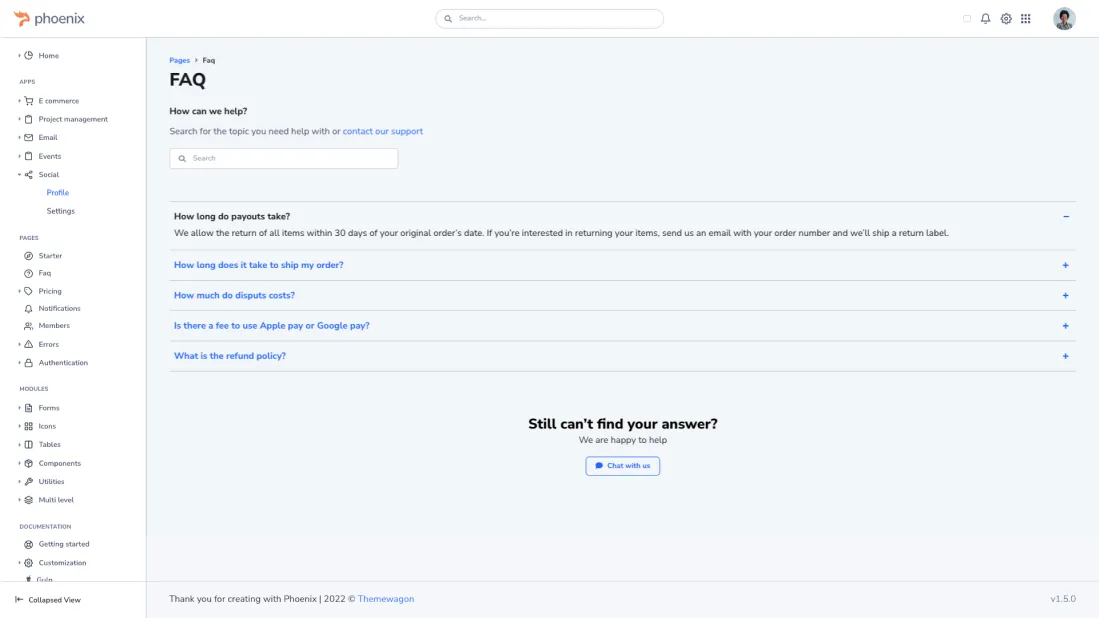 phoenix
Search...
Home
APPS
E commerce
Project management
Email
Events
Social
Profile
Settings
PAGES
Starter
Faq
Pricing
Notifications
Members
Errors
Authentication
MODULES
Forms
Icons
Tables
Components
Utilities
Multi level
DOCUMENTATION
Getting started
Customization
Gulp
Collapsed View
Pages Faq
FAQ
How can we help?
Search for the topic you need help with or contact our support
Search
How long do payouts take?
We allow the return of all items within 30 days of your original order's date. If you're interested in returning your items, send us an email with your order number and we'll ship a return label.
How long does it take to ship my order?
How much do disputs costs?
Is there a fee to use Apple pay or Google pay?
What is the refund policy?
Still can't find your answer?
We are happy to help
Chat with us
Thank you for creating with Phoenix | 2022 © Themewagon
v1.5.0